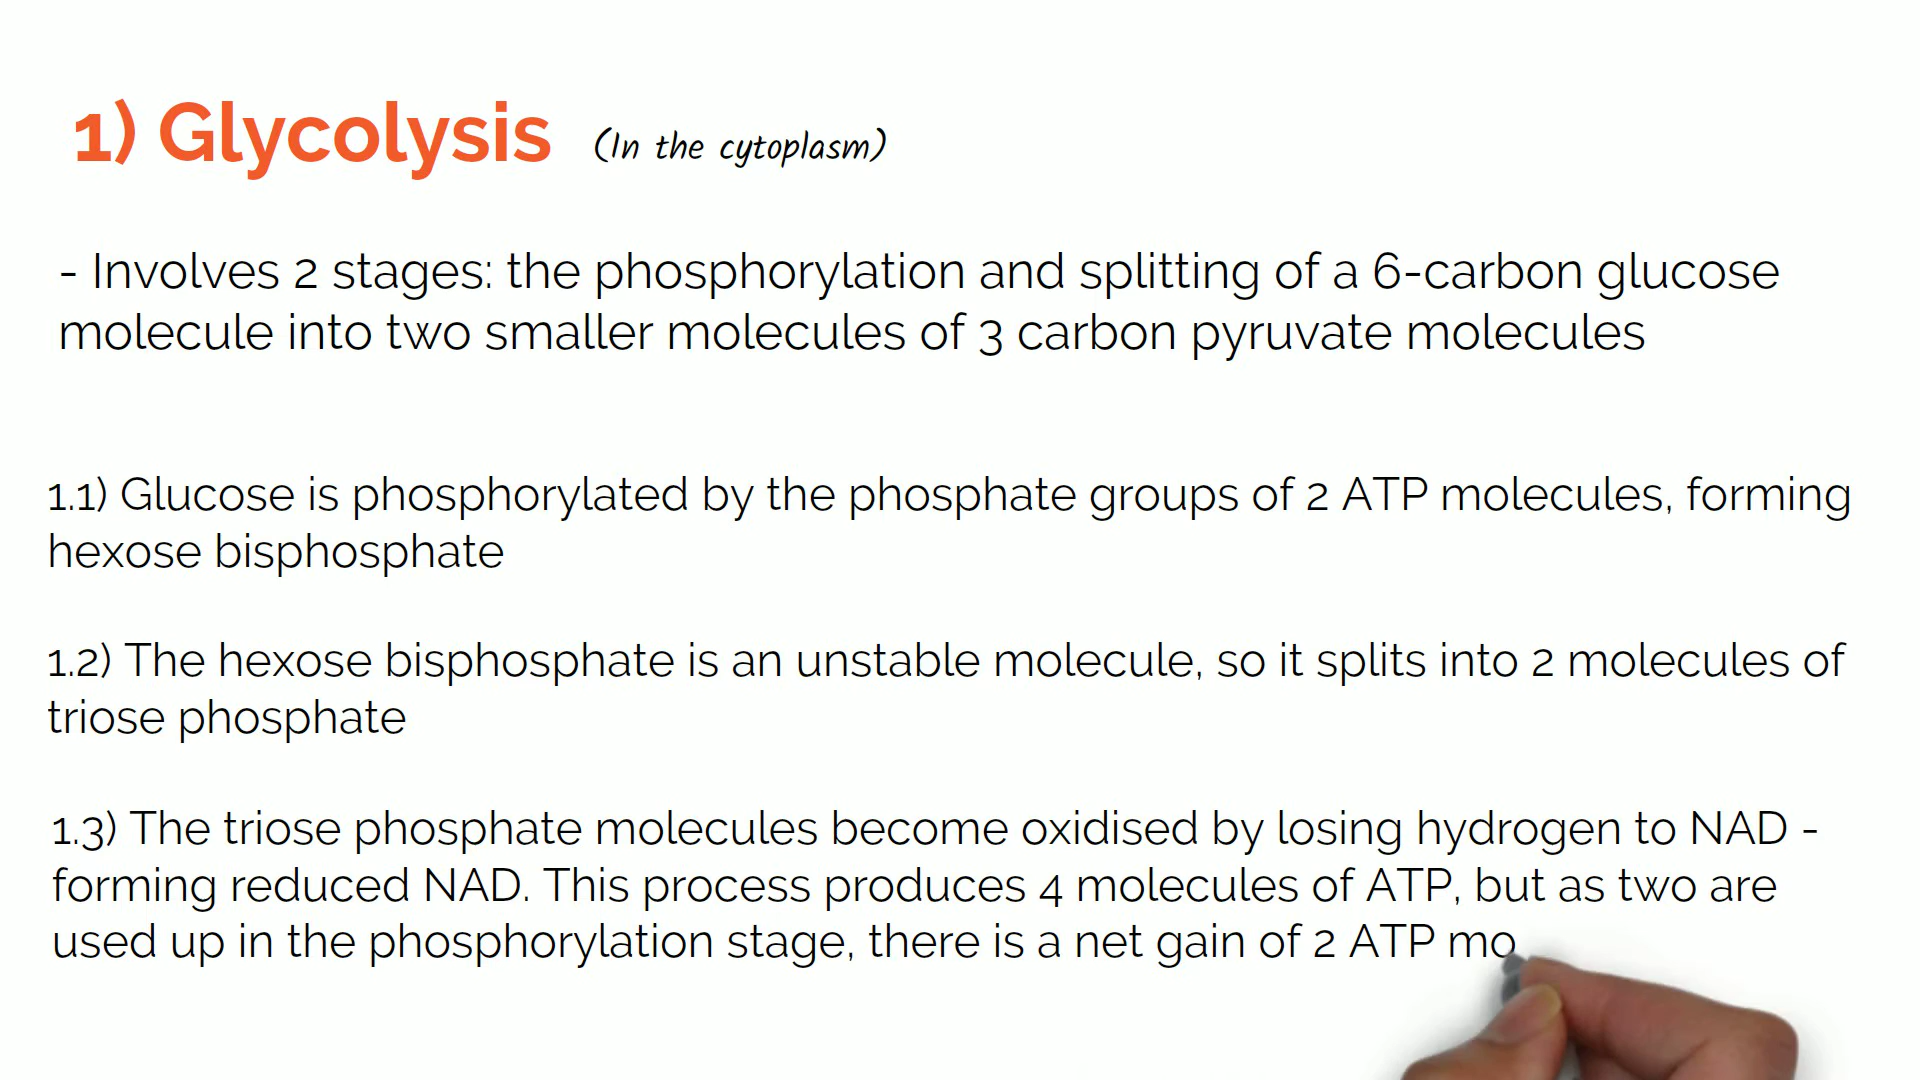 1) Glycolysis (In the cytoplasm)
- Involves 2 stages: the phosphorylation and splitting of a 6-carbon glucose
molecule into two smaller molecules of 3 carbon pyruvate molecules
1.1) Glucose is phosphorylated by the phosphate groups of 2 ATP molecules, forming
hexose bisphosphate
1.2) The hexose bisphosphate is an unstable molecule, so it splits into 2 molecules of
triose phosphate
1.3) The triose phosphate molecules become oxidised by losing hydrogen to NAD -
forming reduced NAD. This process produces 4 molecules of ATP, but as two are
used up in the phosphorylation stage, there is a net gain of 2 ATP mo